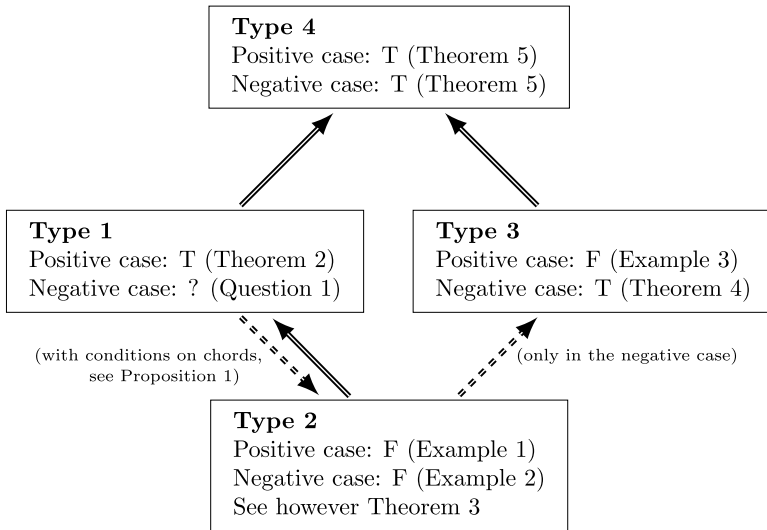 Type 4
Positive case: T (Theorem 5)
Negative case: T (Theorem 5)
Type 1
Positive case: T (Theorem 2)
Negative case: ? (Question 1)
Type 3
Positive case: F (Example 3)
Negative case: T (Theorem 4)
(with conditions on chords,
see Proposition 1)
(only in the negative case)
Type 2
Positive case: F (Example 1)
Negative case: F (Example 2)
See however Theorem 3